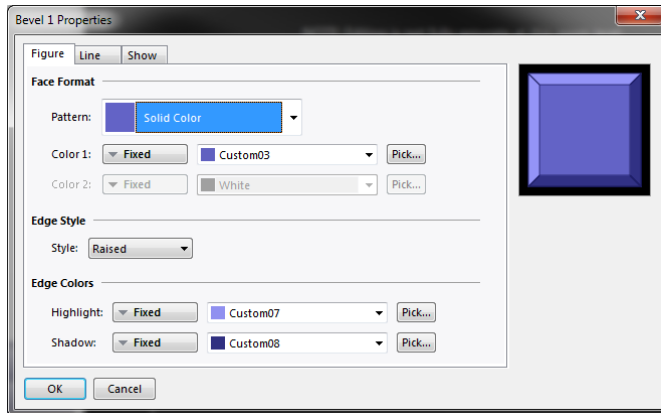 Bevel 1 Properties
Figure Line Show
Face Format
Pattern: Solid Color
Color 1: Fixed Custom03 Pick...
Color 2: Fixed White Pick...
Edge Style
Style: Raised
Edge Colors
Highlight: Fixed Custom07 Pick...
Shadow: Fixed Custom08 Pick...
OK Cancel